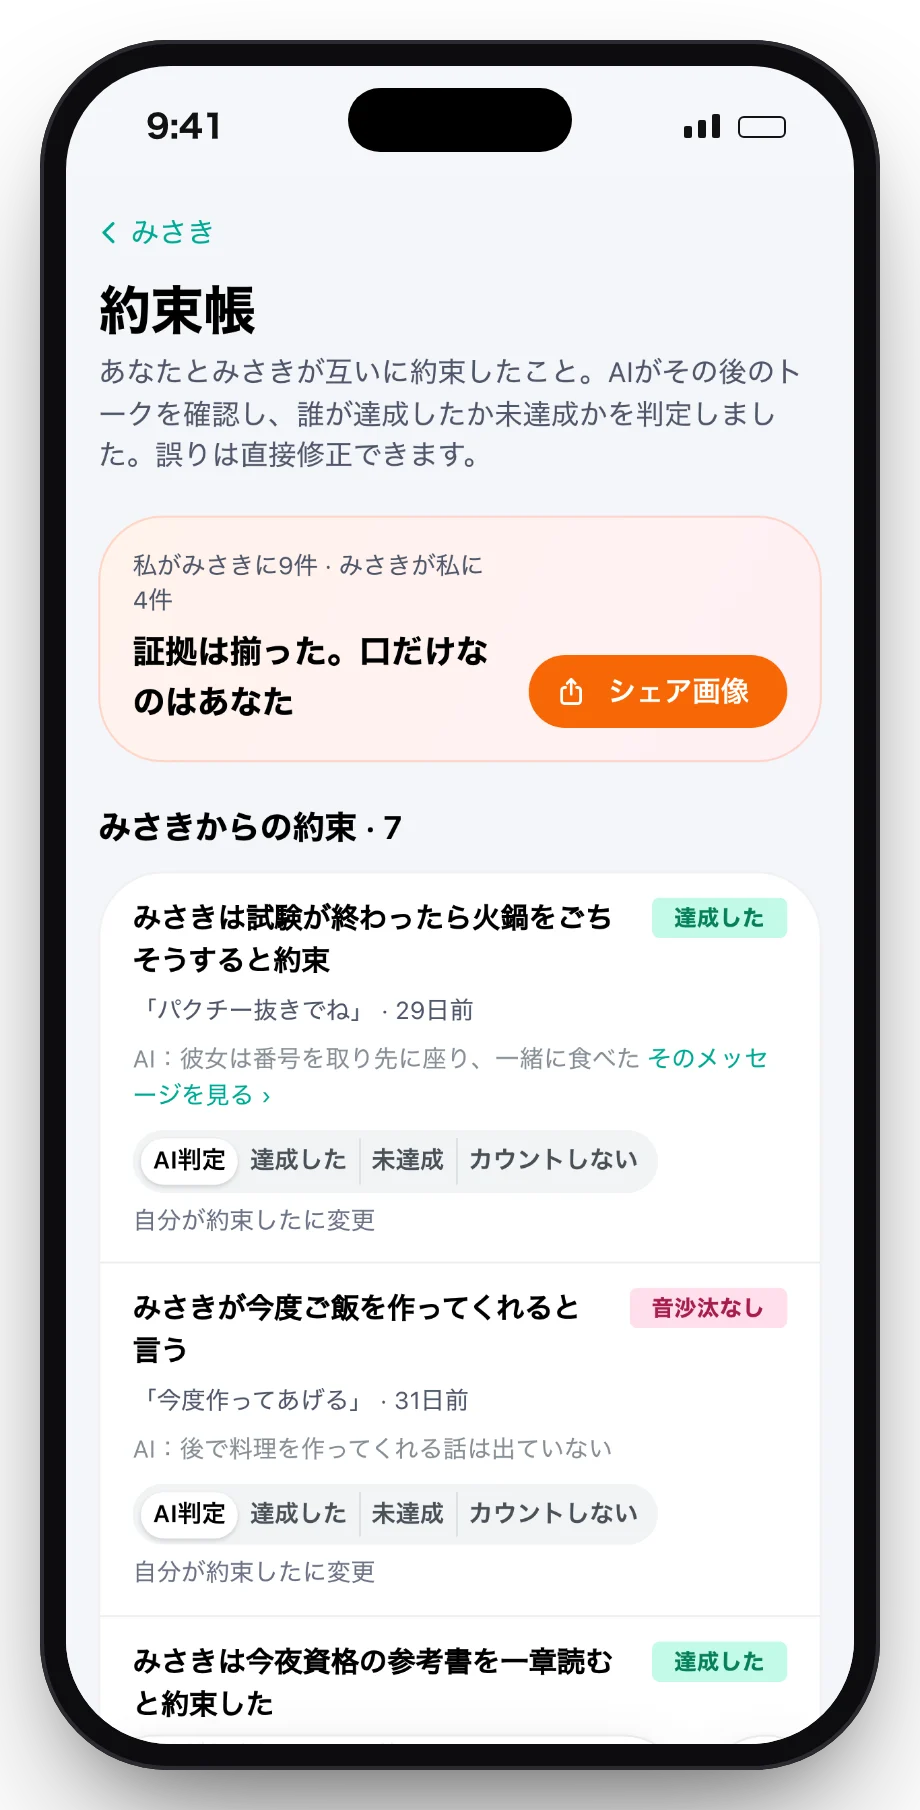 9:41
みさき
約束帳
あなたとみさきが互いに約束したこと。AIがその後のト
ークを確認し、誰が達成したか未達成かを判定しまし
た。誤りは直接修正できます。
私がみさきに9件 · みさきが私に
4件
証拠は揃った。口だけな
のはあなた
シェア画像
みさきからの約束 · 7
みさきは試験が終わったら火鍋をごち
そうすると約束
達成した
「パクチー抜きでね」 · 29日前
AI：彼女は番号を取り先に座り、一緒に食べた そのメッセ
ージを見る ›
AI判定 達成した 未達成 カウントしない
自分が約束したに変更
みさきが今度ご飯を作ってくれると
言う
音沙汰なし
「今度作ってあげる」 · 31日前
AI：後で料理を作ってくれる話は出ていない
AI判定 達成した 未達成 カウントしない
自分が約束したに変更
みさきは今夜資格の参考書を一章読む
と約束した
達成した